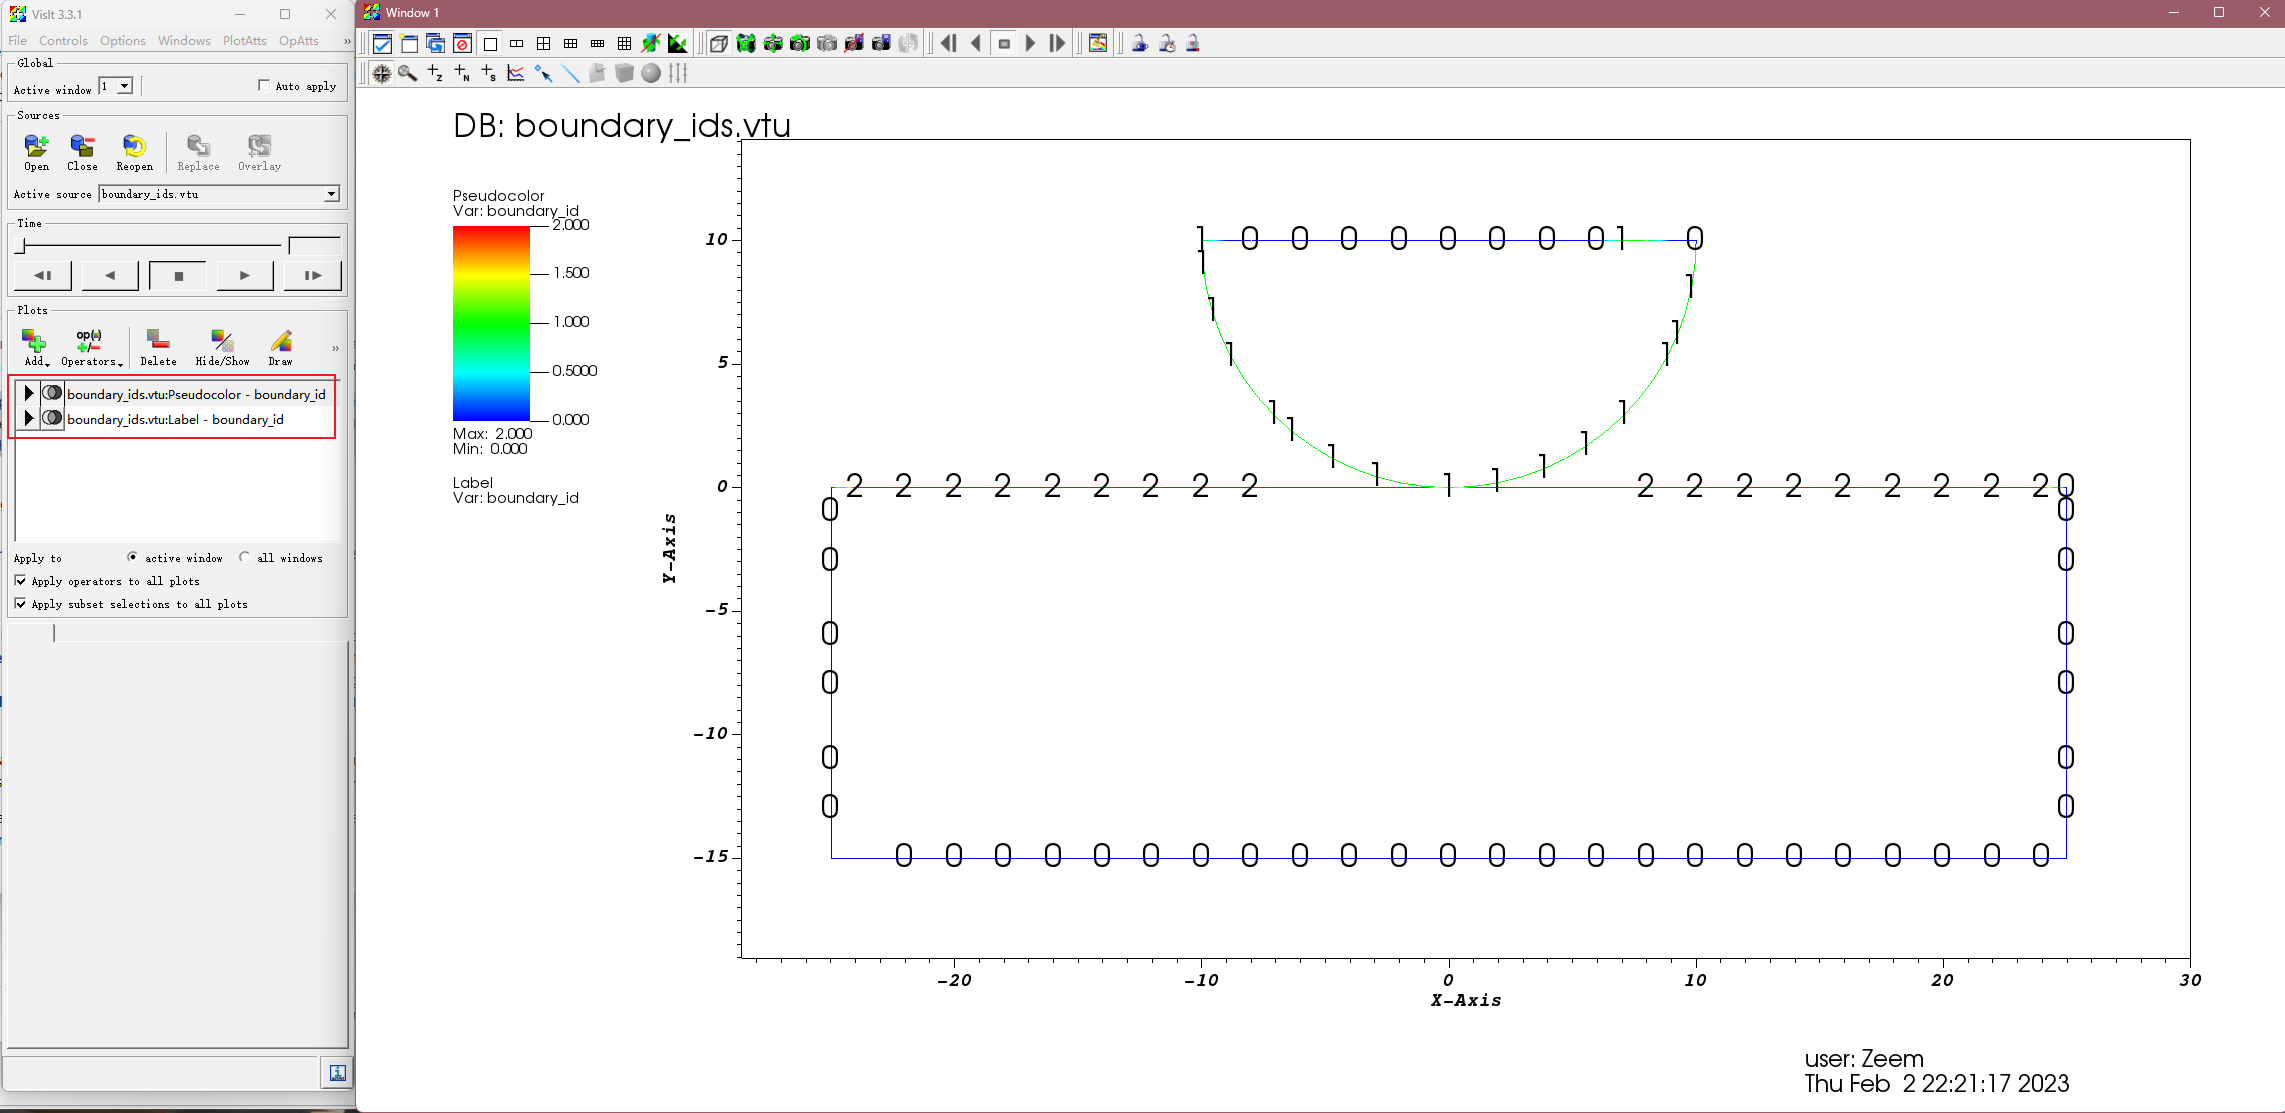 VisIt 3.3.1
File Controls Options Windows PlotAtts OpAtts »
Global
Active window 1 Auto apply
Sources
Open Close Reopen Replace Overlay
Active source boundary_ids.vtu
Time
Plots
op(+/-)
Add Operators Delete Hide/Show Draw »
boundary_ids.vtu:Pseudocolor - boundary_id
boundary_ids.vtu:Label - boundary_id
Apply to active window all windows
Apply operators to all plots
Apply subset selections to all plots
Window 1
DB: boundary_ids.vtu
Pseudocolor
Var: boundary_id
2.000
1.500
1.000
0.5000
0.000
Max: 2.000
Min: 0.000
Label
Var: boundary_id
Y-Axis
10
5
0
-5
-10
-15
1 0 0 0 0 0 0 0 0 1 0
1 1
1 1
1 1
1 1
1 1
1 1
1 1
1 1 1
2 2 2 2 2 2 2 2 2 2 2 2 2 2 2 2 2 2 0
0 0
0 0
0 0
0 0
0 0
0 0
0 0 0 0 0 0 0 0 0 0 0 0 0 0 0 0 0 0 0 0 0 0 0 0
-20 -10 0 10 20 30
X-Axis
user: Zeem
Thu Feb 2 22:21:17 2023